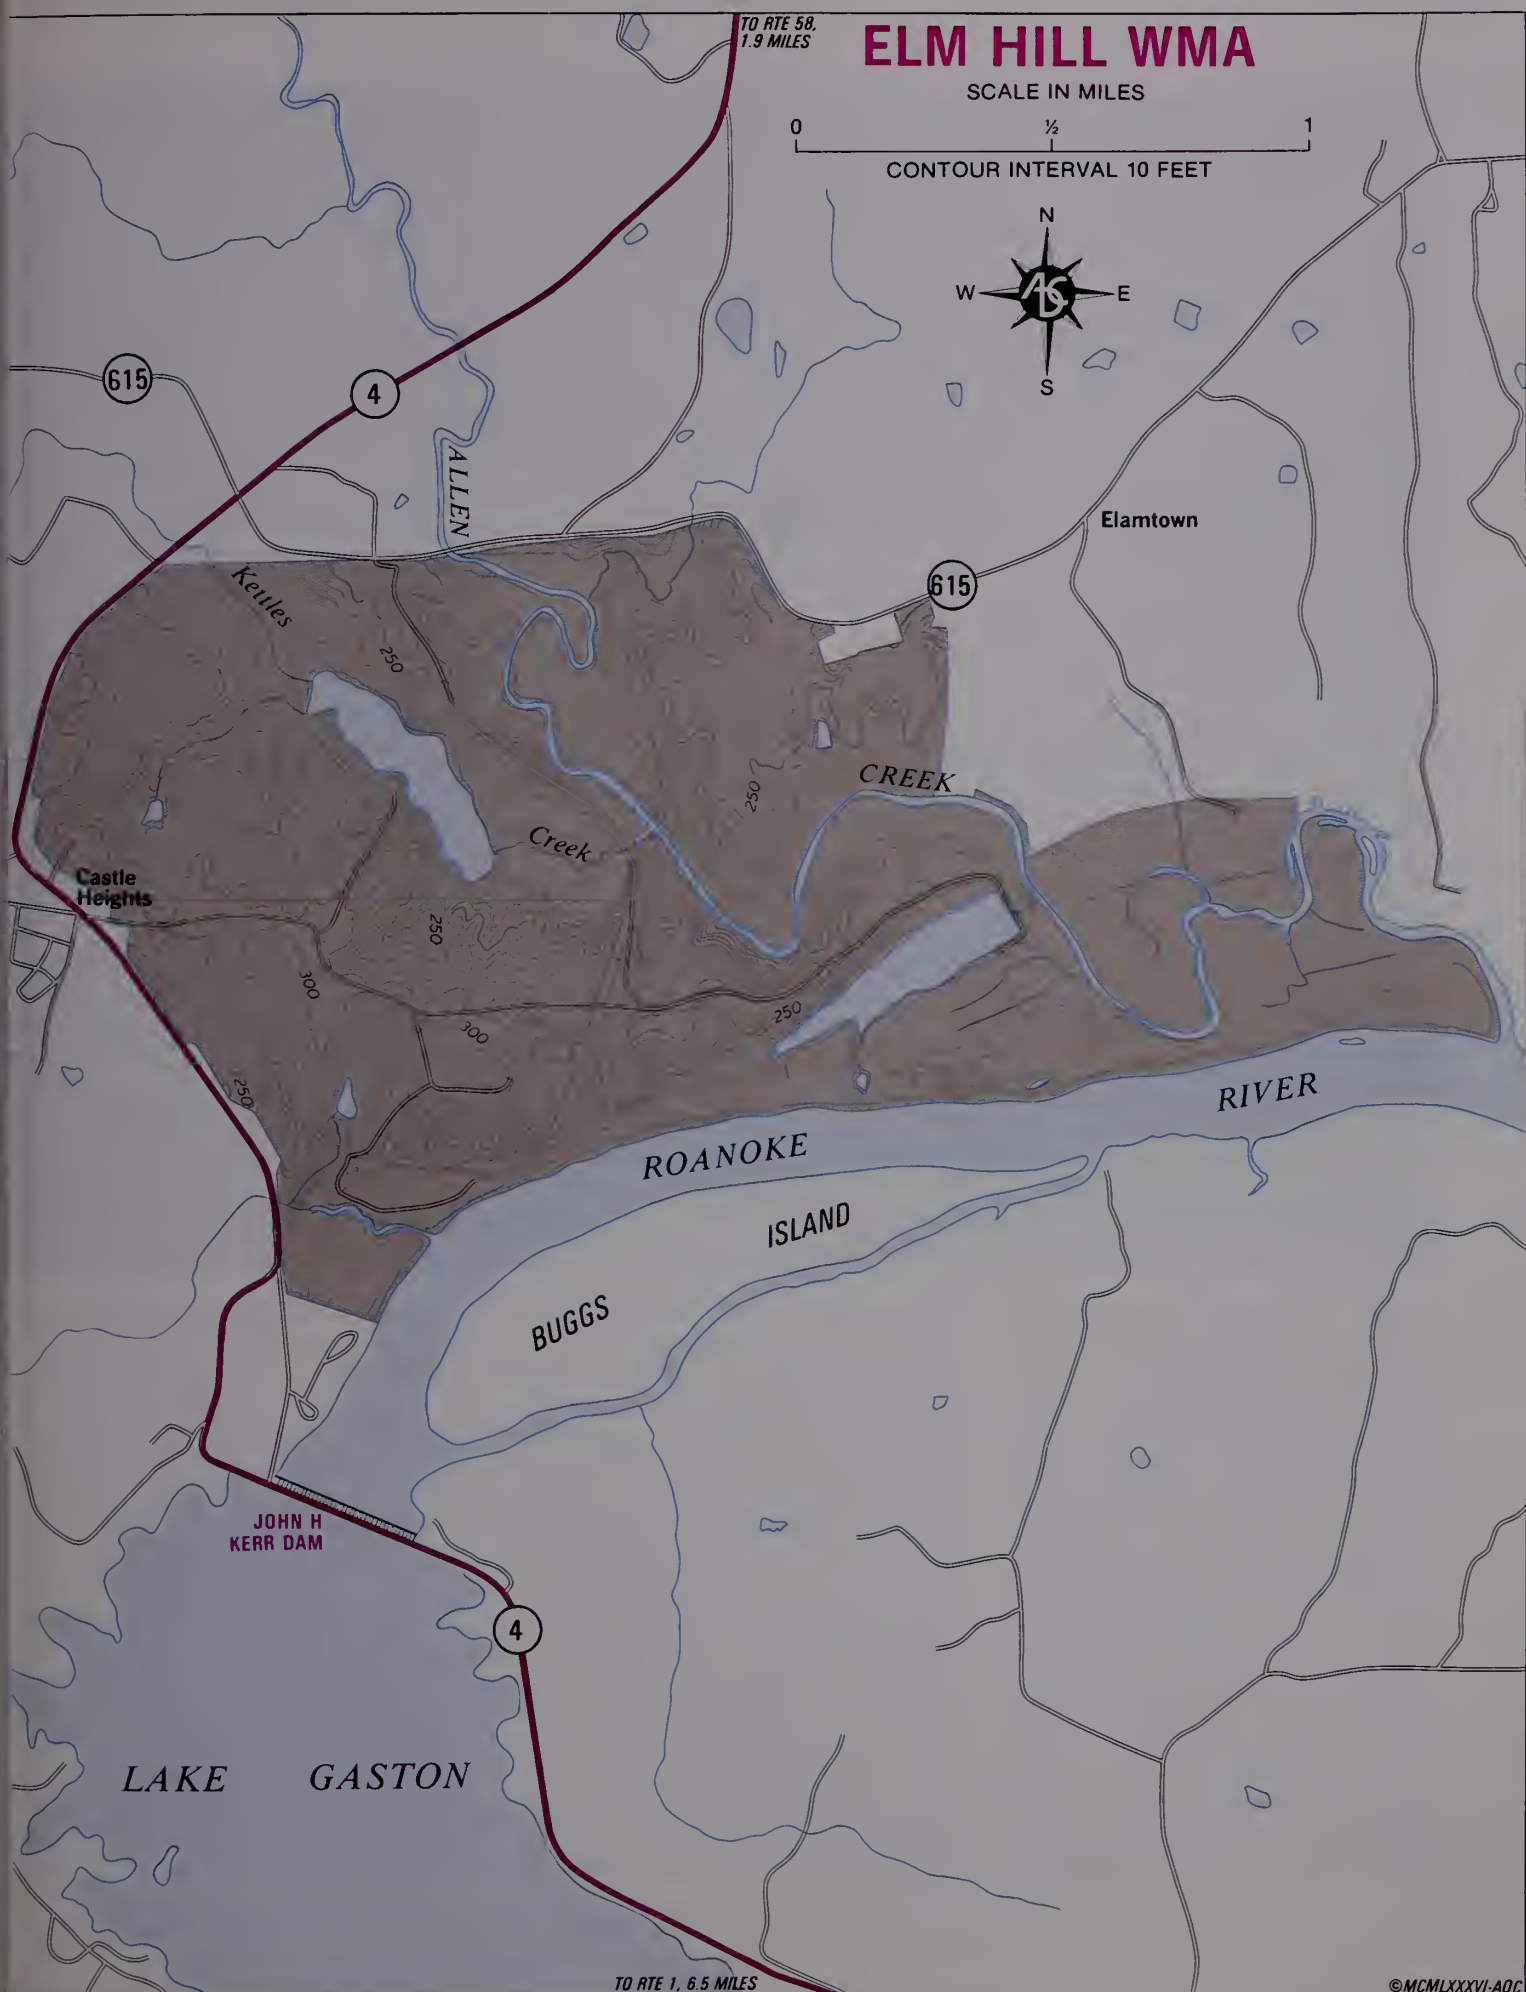 TO RTE 58,
1.9 MILES
ELM HILL WMA
SCALE IN MILES
0 ½ 1
CONTOUR INTERVAL 10 FEET
N
W ADC E
S
615
4
ALLEN
Elamtown
615
Kettles
250
CREEK
250
Creek
Castle
Heights
250
300
300
250
250
RIVER
ROANOKE
ISLAND
BUGGS
JOHN H
KERR DAM
4
LAKE GASTON
TO RTE 1, 6.5 MILES
©MCMLXXXVI-ADC